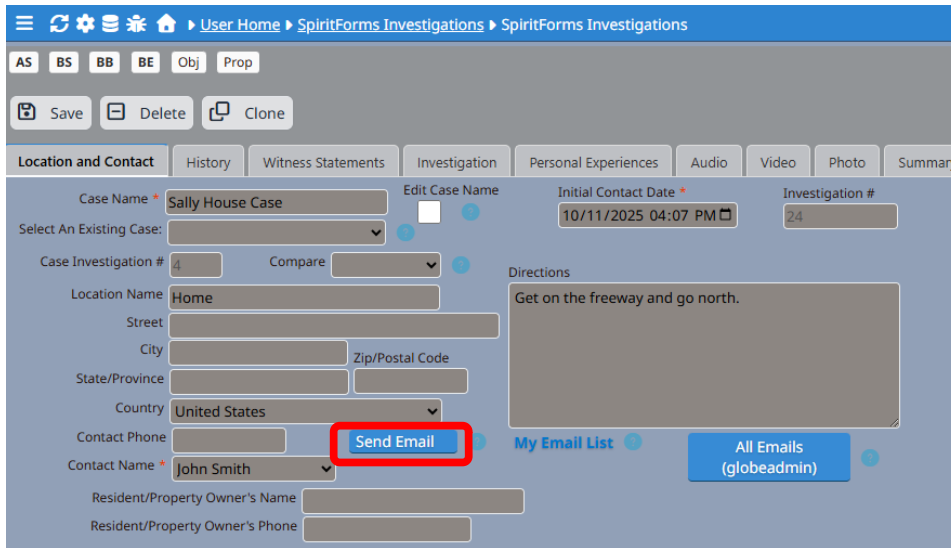 User Home SpiritForms Investigations SpiritForms Investigations
AS BS BB BE Obj Prop
Save Delete Clone
Location and Contact History Witness Statements Investigation Personal Experiences Audio Video Photo Summar
Case Name * Sally House Case Edit Case Name ? Initial Contact Date * 10/11/2025 04:07 PM Investigation # 24
Select An Existing Case: ?
Case Investigation # 4 Compare ?
Directions
Location Name Home
Get on the freeway and go north.
Street
City
Zip/Postal Code
State/Province
Country United States
Contact Phone Send Email ? My Email List ? All Emails (globeadmin) ?
Contact Name * John Smith
Resident/Property Owner's Name
Resident/Property Owner's Phone